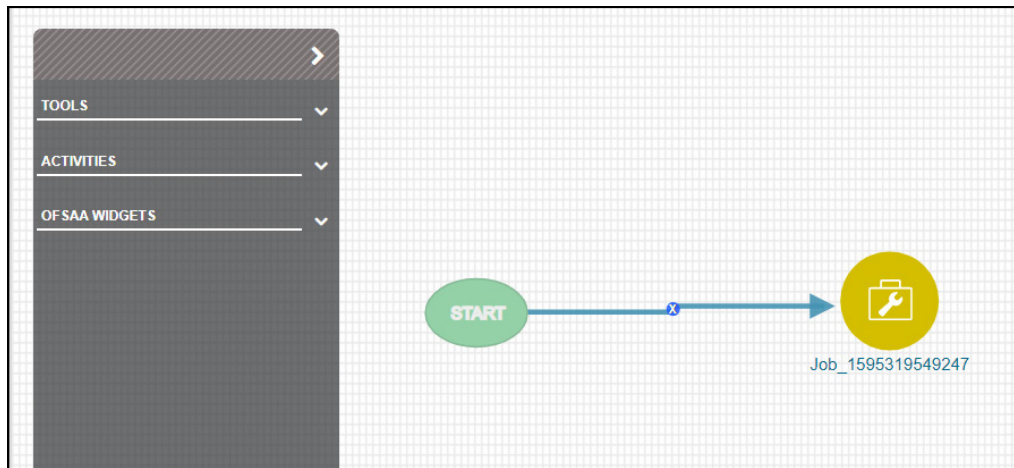 TOOLS
ACTIVITIES
OFSAA WIDGETS
START
X
Job_1595319549247